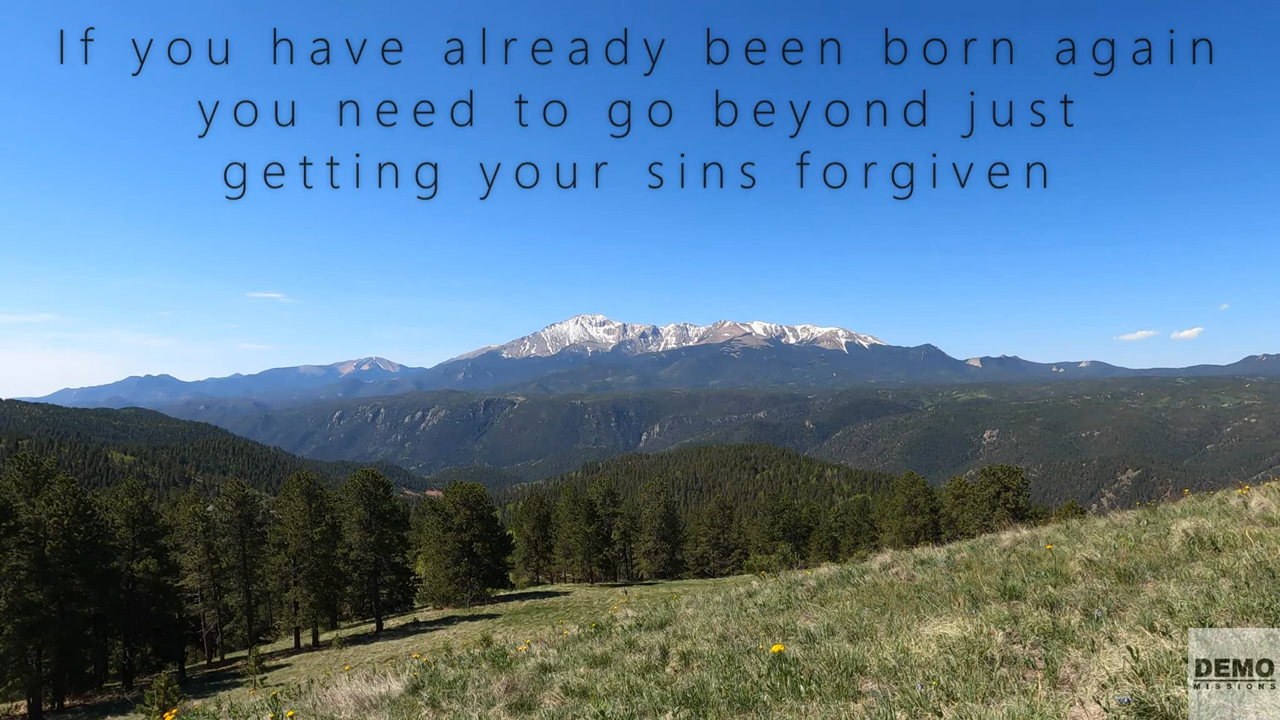 If you have already been born again
you need to go beyond just
getting your sins forgiven
DEMO
MISSIONS